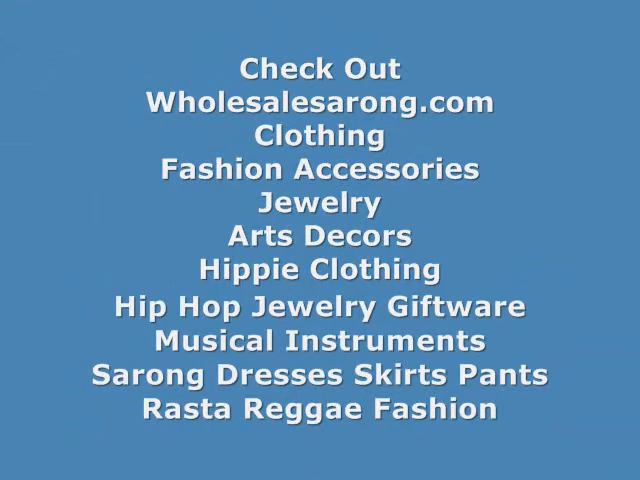 Check Out
Wholesalesarong.com
Clothing
Fashion Accessories
Jewelry
Arts Decors
Hippie Clothing
Hip Hop Jewelry Giftware
Musical Instruments
Sarong Dresses Skirts Pants
Rasta Reggae Fashion